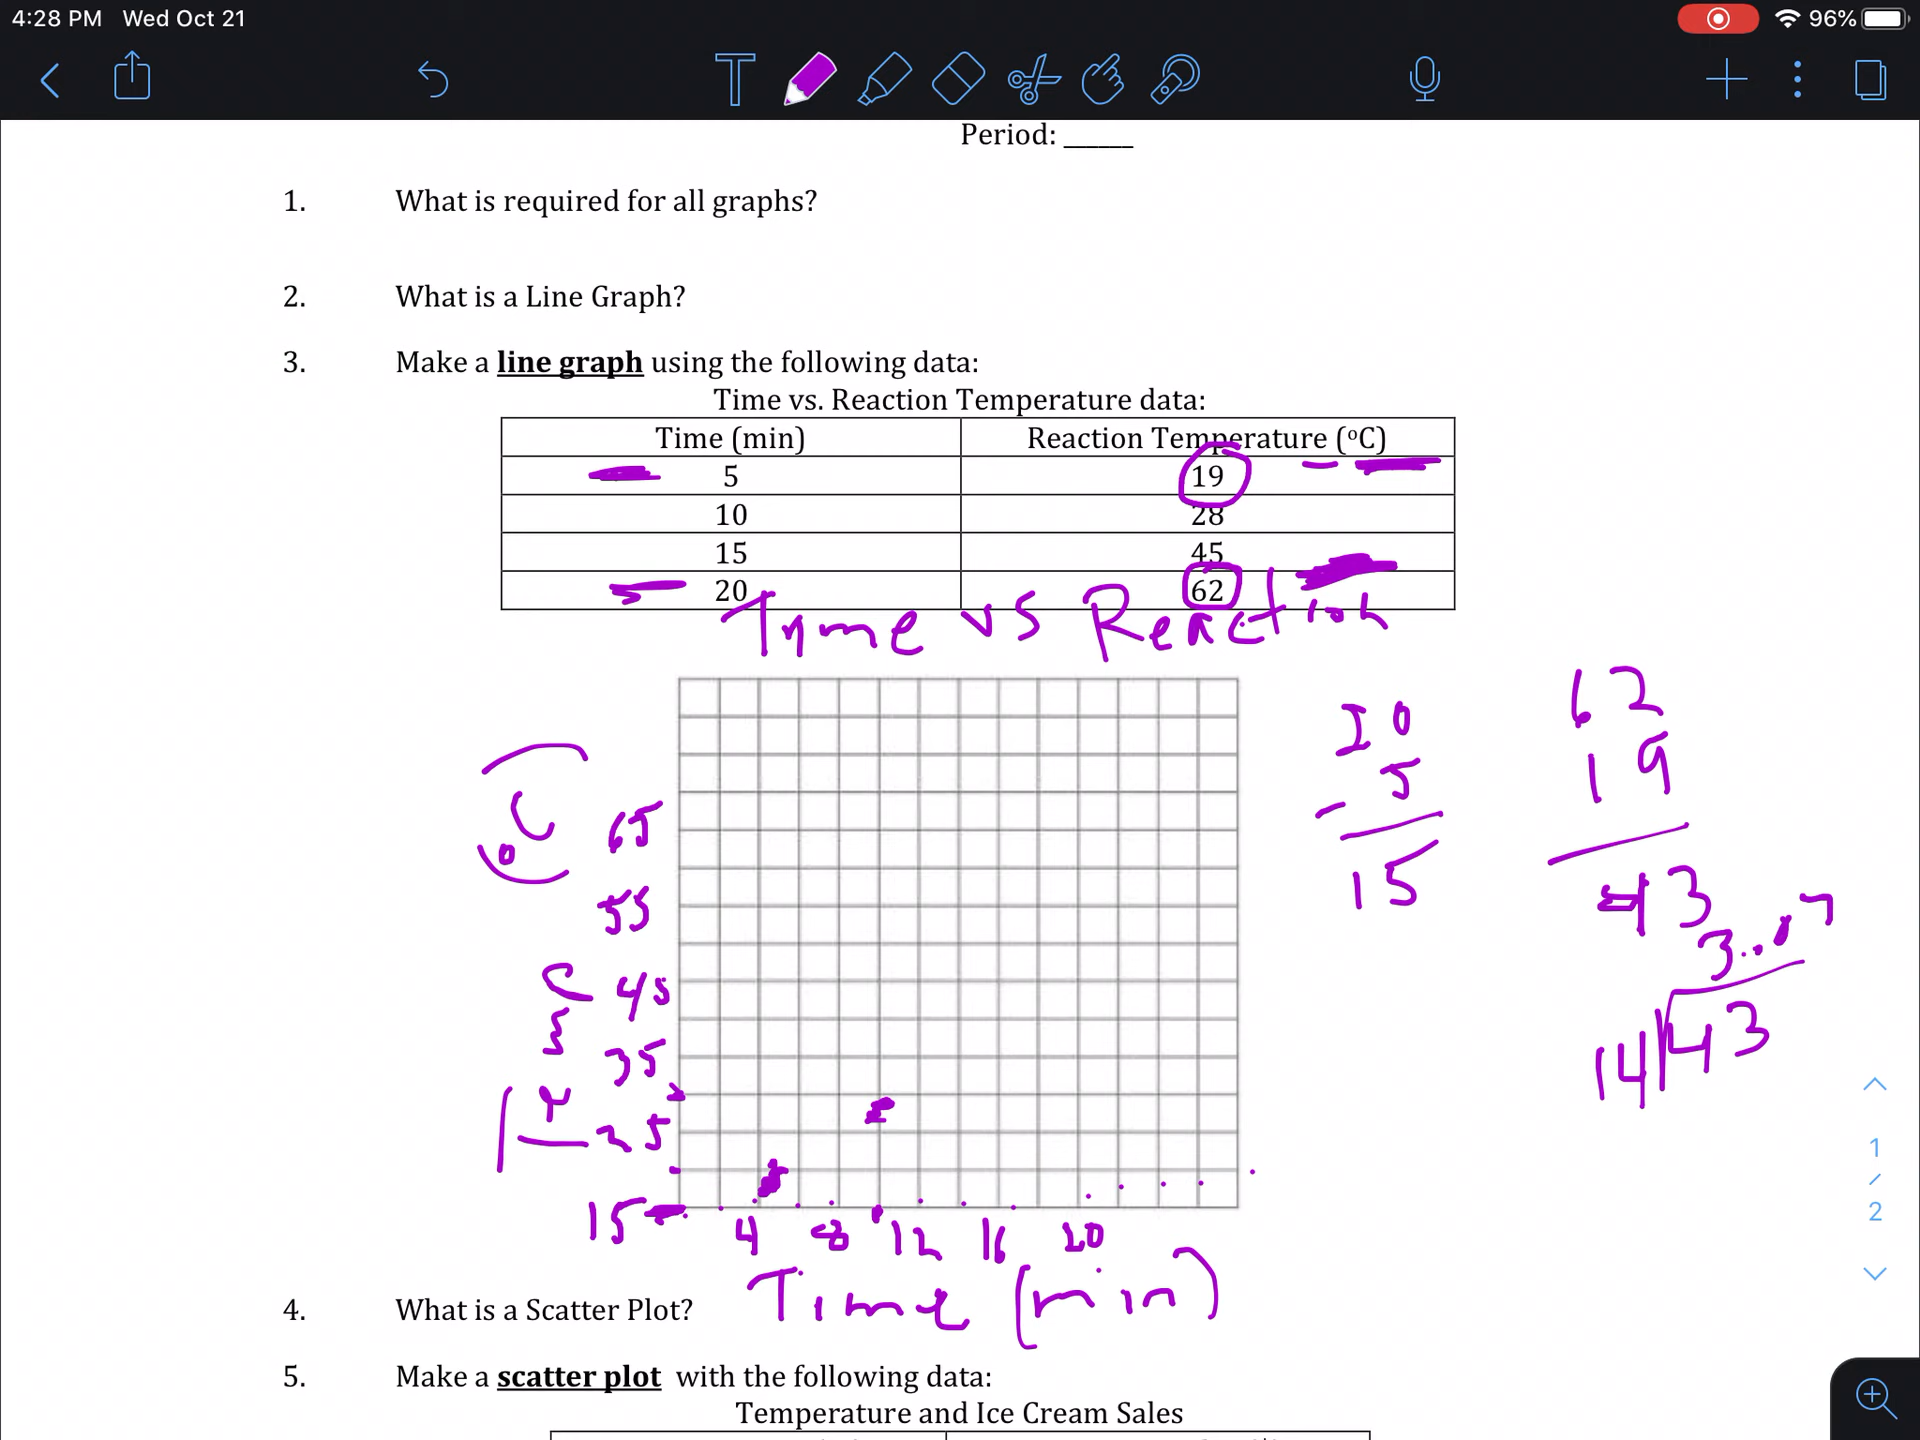 4:28 PM Wed Oct 21 96%
T
Period: ______
1. What is required for all graphs?
2. What is a Line Graph?
3. Make a line graph using the following data:
Time vs. Reaction Temperature data:
Time (min) Reaction Temperature (°C)
5 19
10 28
15 45
20 62
Time vs Reaction
Temp (°C)
65
55
45
35
25
15
4 8 12 16 20
Time (min)
5
15
62
19
43
3..
14 43
1
/
2
4. What is a Scatter Plot?
5. Make a scatter plot with the following data:
Temperature and Ice Cream Sales